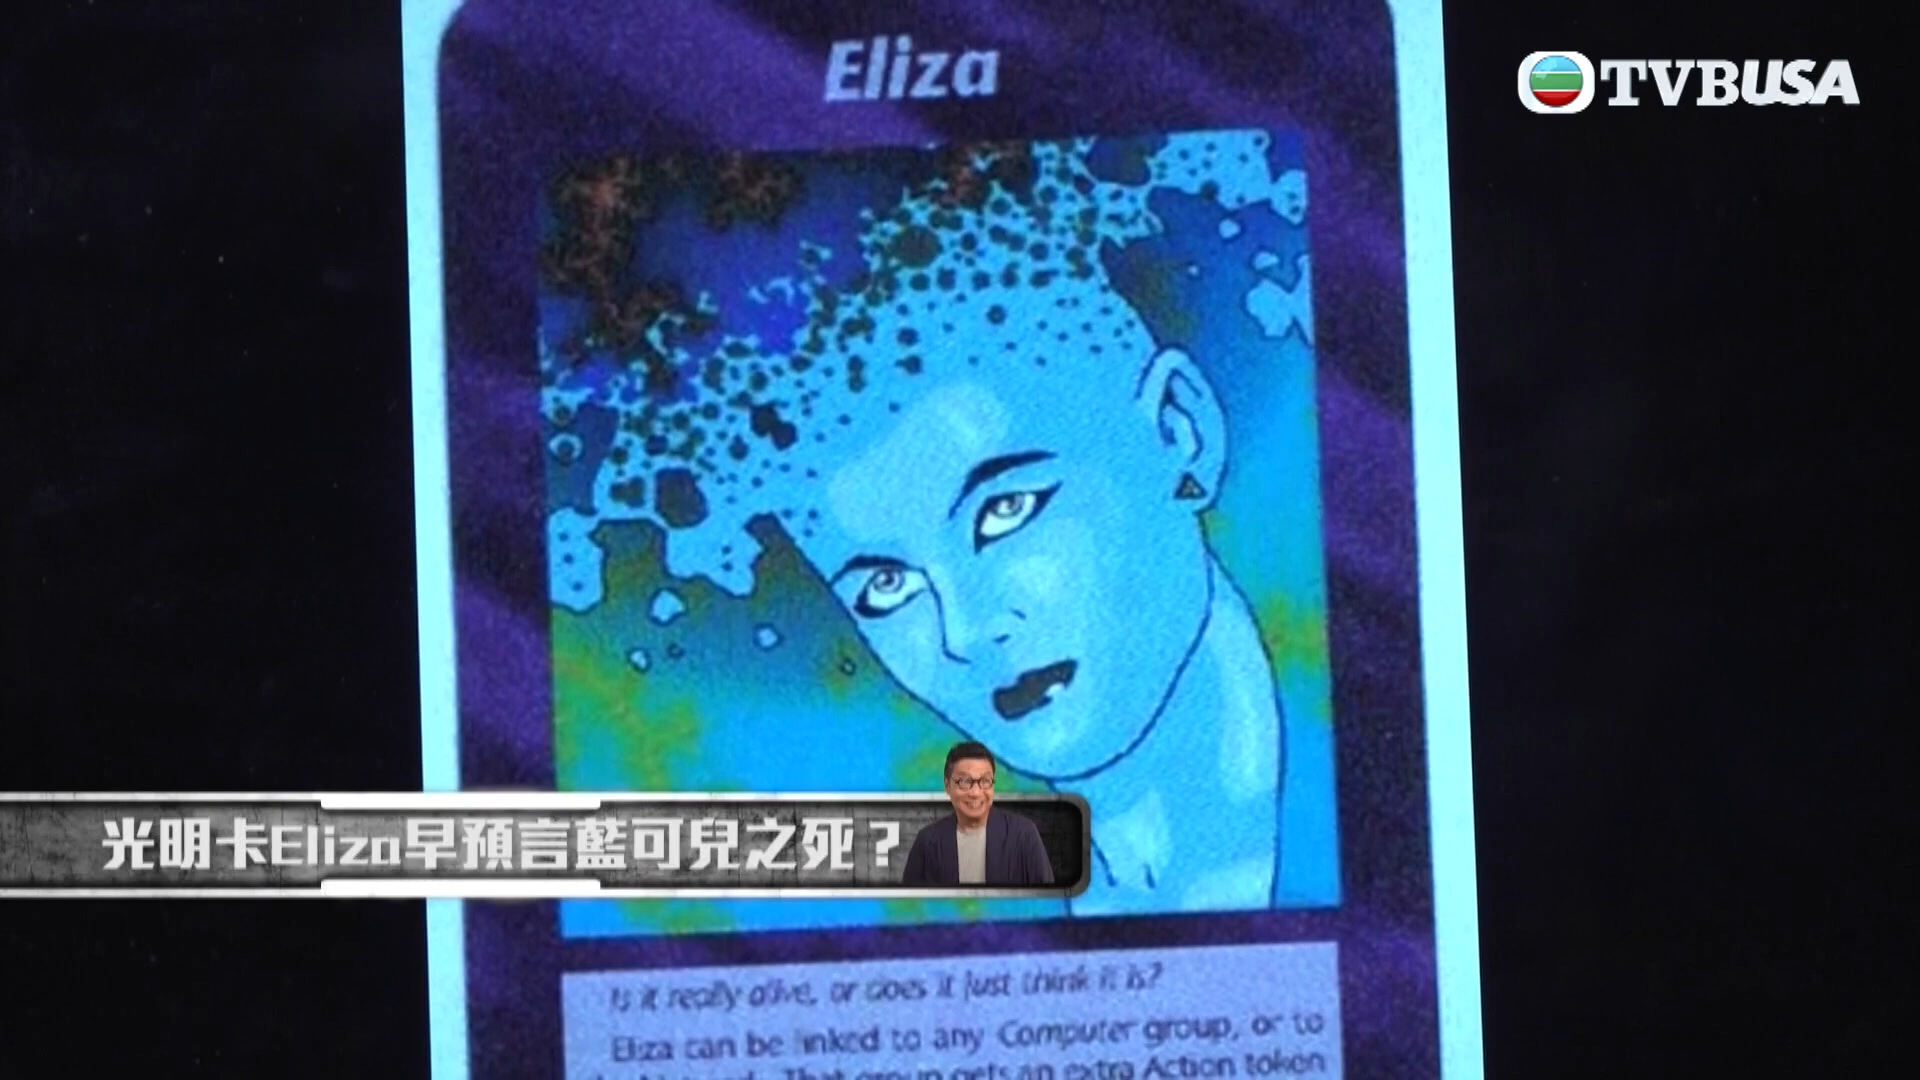 Eliza
TVBUSA
光明卡Eliza早預言藍可兒之死？
Is it really alive, or does it just think it is?
Eliza can be linked to any Computer group, or to
That group gets an extra Action token